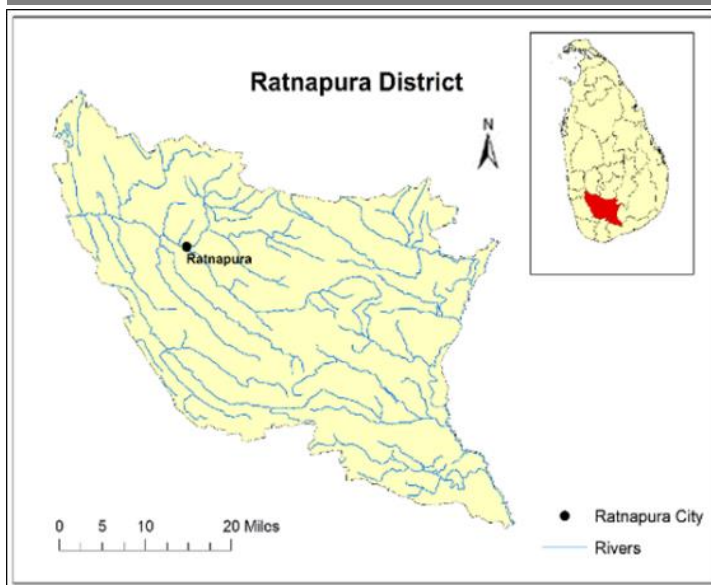 Ratnapura District
N
Ratnapura
0 5 10 20 Miles
Ratnapura City
Rivers